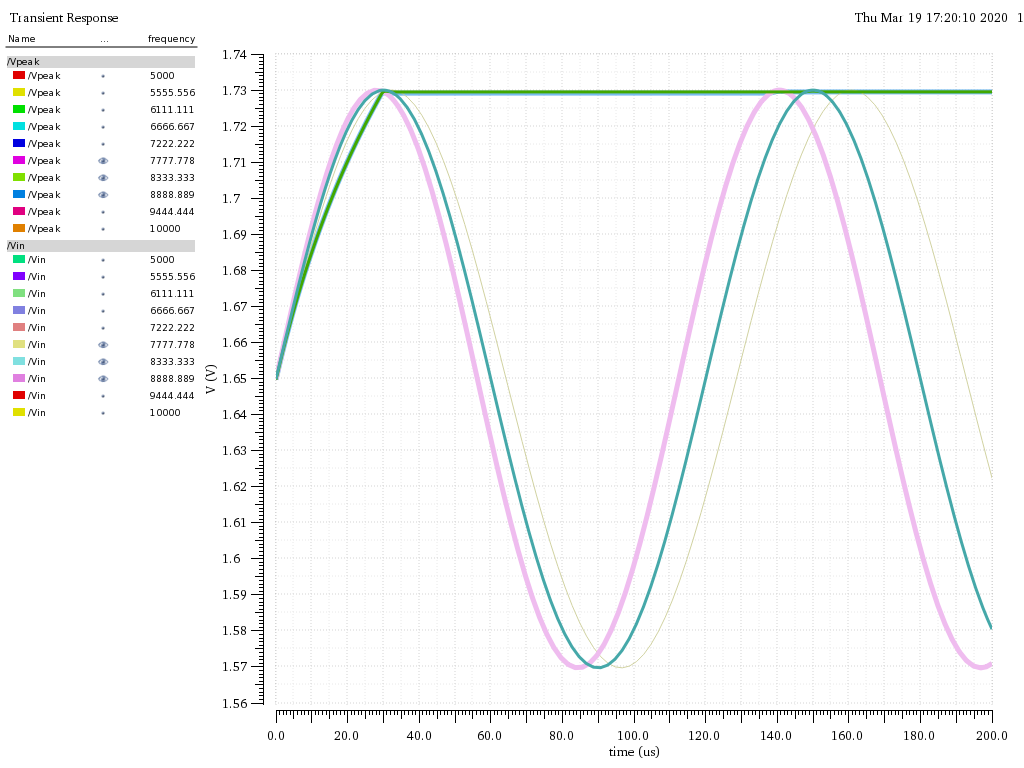 Transient Response
Thu Mar 19 17:20:10 2020 1
Name ... frequency
/Vpeak
/Vpeak 5000
/Vpeak 5555.556
/Vpeak 6111.111
/Vpeak 6666.667
/Vpeak 7222.222
/Vpeak 7777.778
/Vpeak 8333.333
/Vpeak 8888.889
/Vpeak 9444.444
/Vpeak 10000
/Vin
/Vin 5000
/Vin 5555.556
/Vin 6111.111
/Vin 6666.667
/Vin 7222.222
/Vin 7777.778
/Vin 8333.333
/Vin 8888.889
/Vin 9444.444
/Vin 10000
V (V)
1.74
1.73
1.72
1.71
1.7
1.69
1.68
1.67
1.66
1.65
1.64
1.63
1.62
1.61
1.6
1.59
1.58
1.57
1.56
0.0 20.0 40.0 60.0 80.0 100.0 120.0 140.0 160.0 180.0 200.0
time (us)